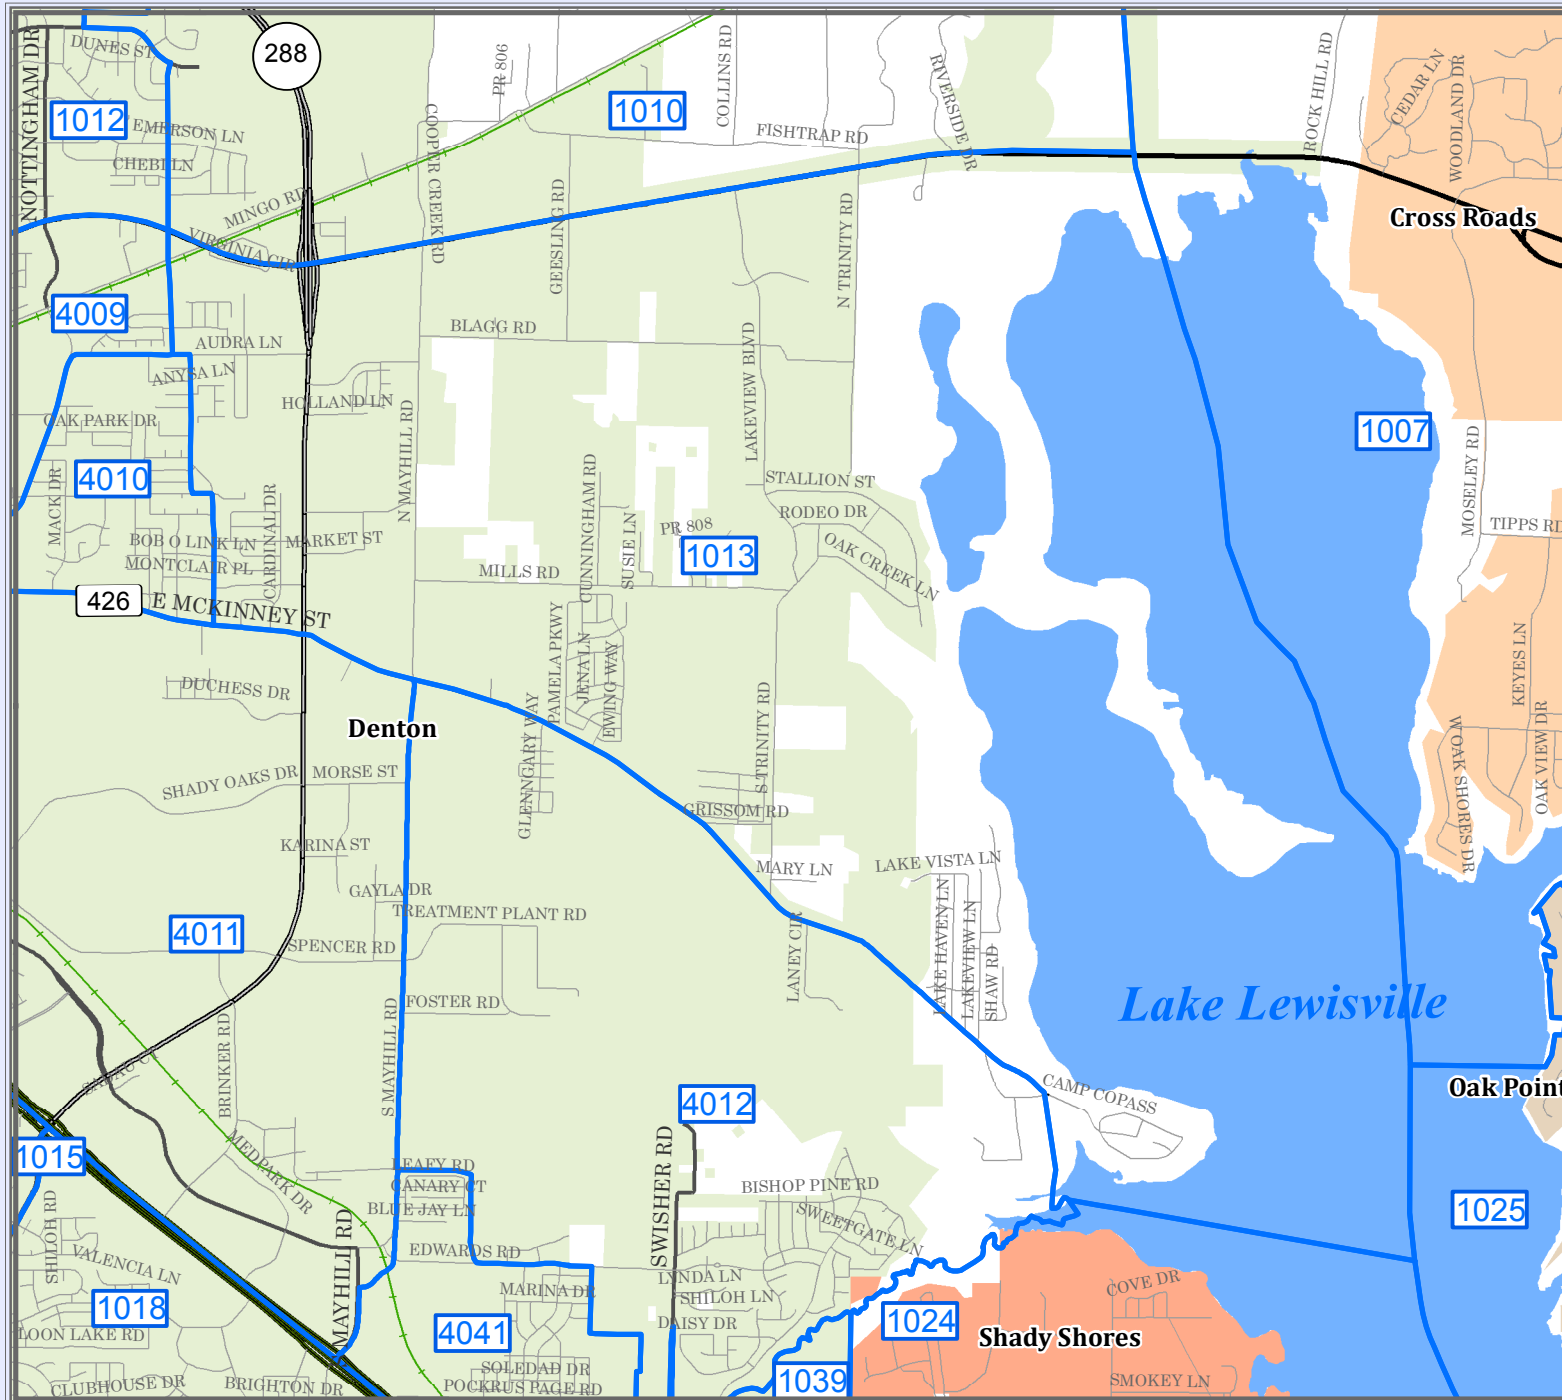 DUNES ST
288
PR 806
COLLINS RD
RIVERSIDE DR
ROCK HILL RD
CEDAR LN
WOODLAND DR
NOTTINGHAM DR
1012
EMERSON LN
CHEBI LN
1010
FISHTRAP RD
COOPER CREEK RD
MINGO RD
VIRGINIA CIR
GEESLING RD
N TRINITY RD
Cross Roads
4009
AUDRA LN
ANYSA LN
BLAGG RD
LAKEVIEW BLVD
HOLLAND LN
OAK PARK DR
N MAYHILL RD
1007
MOSELEY RD
4010
MACK DR
CARDINAL DR
STALLION ST
RODEO DR
PR 808
CUNNINGHAM RD
SUSIE LN
1013
OAK CREEK LN
TIPPS RD
BOB O LINK LN
MARKET ST
MONTCLAIR PL
MILLS RD
426
E MCKINNEY ST
PAMELA PKWY
JENA LN
EWING WAY
KEYES LN
DUCHESS DR
GLENNGARY WAY
S TRINITY RD
Denton
W OAK SHORES DR
OAK VIEW DR
SHADY OAKS DR
MORSE ST
GRISSOM RD
KARINA ST
MARY LN
LAKE VISTA LN
GAYLA DR
TREATMENT PLANT RD
LAKE HAVEN LN
LAKEVIEW LN
SHAW RD
LANEY CIR
4011
SPENCER RD
FOSTER RD
Lake Lewisville
S MAYHILL RD
BRINKER RD
CAMP COPASS
Oak Point
4012
1015
MEDPARK DR
LEAFY RD
CANARY CT
BLUE JAY LN
SWISHER RD
BISHOP PINE RD
SWEETGATE LN
1025
SHILOH RD
VALENCIA LN
MAYHILL RD
EDWARDS RD
LYNDA LN
SHILOH LN
DAISY DR
MARINA DR
COVE DR
1018
LOON LAKE RD
4041
1024
Shady Shores
SOLEDAD DR
POCKRUS PAGE RD
1039
CLUBHOUSE DR
BRIGHTON DR
SMOKEY LN